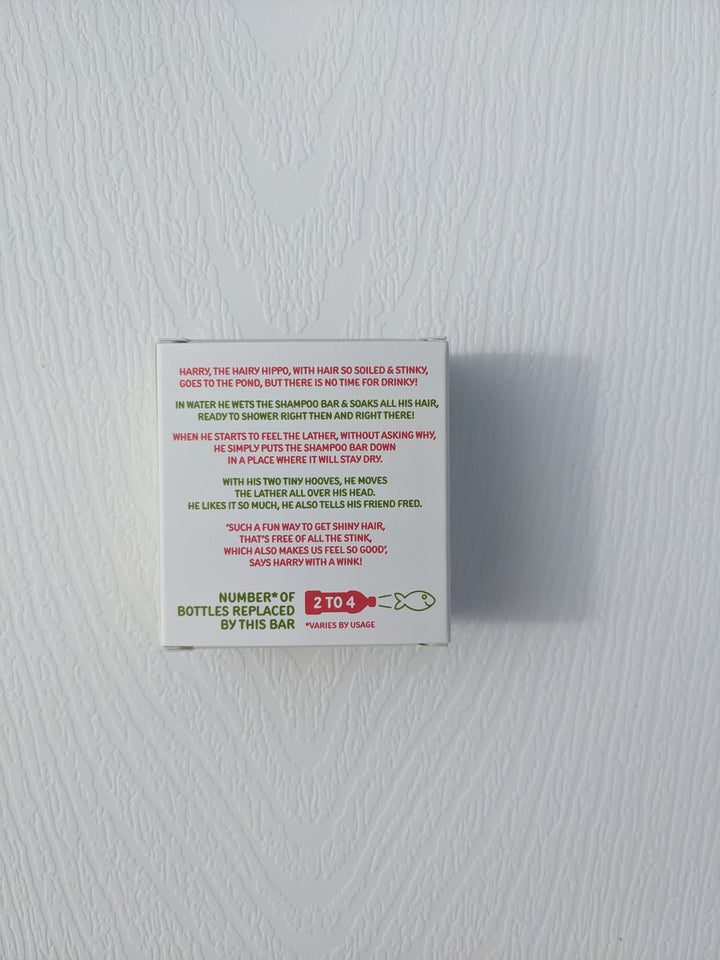 HARRY, THE HAIRY HIPPO, WITH HAIR SO SOILED & STINKY,
GOES TO THE POND, BUT THERE IS NO TIME FOR DRINKY!
IN WATER HE WETS THE SHAMPOO BAR & SOAKS ALL HIS HAIR,
READY TO SHOWER RIGHT THEN AND RIGHT THERE!
WHEN HE STARTS TO FEEL THE LATHER, WITHOUT ASKING WHY,
HE SIMPLY PUTS THE SHAMPOO BAR DOWN
IN A PLACE WHERE IT WILL STAY DRY.
WITH HIS TWO TINY HOOVES, HE MOVES
THE LATHER ALL OVER HIS HEAD.
HE LIKES IT SO MUCH, HE ALSO TELLS HIS FRIEND FRED.
'SUCH A FUN WAY TO GET SHINY HAIR,
THAT'S FREE OF ALL THE STINK,
WHICH ALSO MAKES US FEEL SO GOOD',
SAYS HARRY WITH A WINK!
NUMBER* OF
BOTTLES REPLACED
BY THIS BAR
2 TO 4
*VARIES BY USAGE